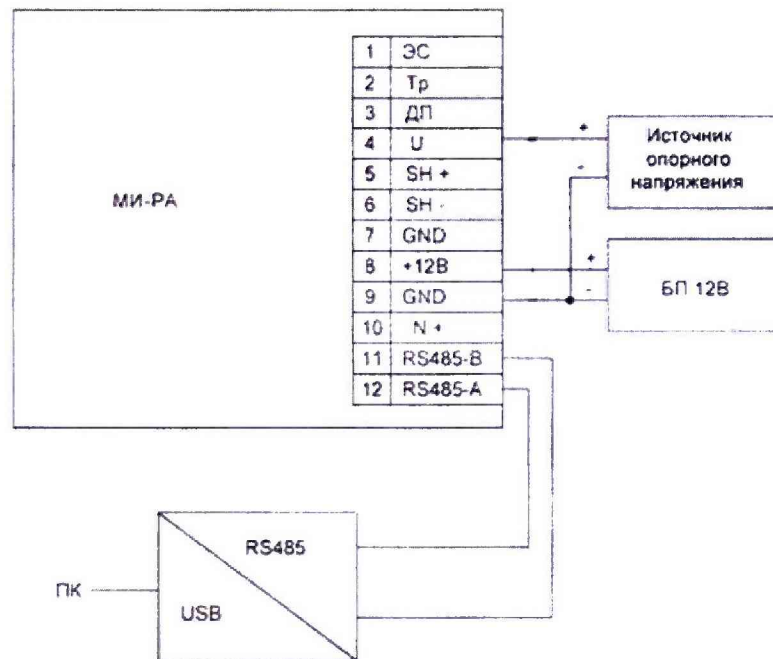 МИ-РА
1 ЭС
2 Тр
3 ДП
4 U
5 SH +
6 SH -
7 GND
8 +12В
9 GND
10 N +
11 RS485-B
12 RS485-A
+
-
Источник
опорного
напряжения
+
-
БП 12В
RS485
USB
ПК